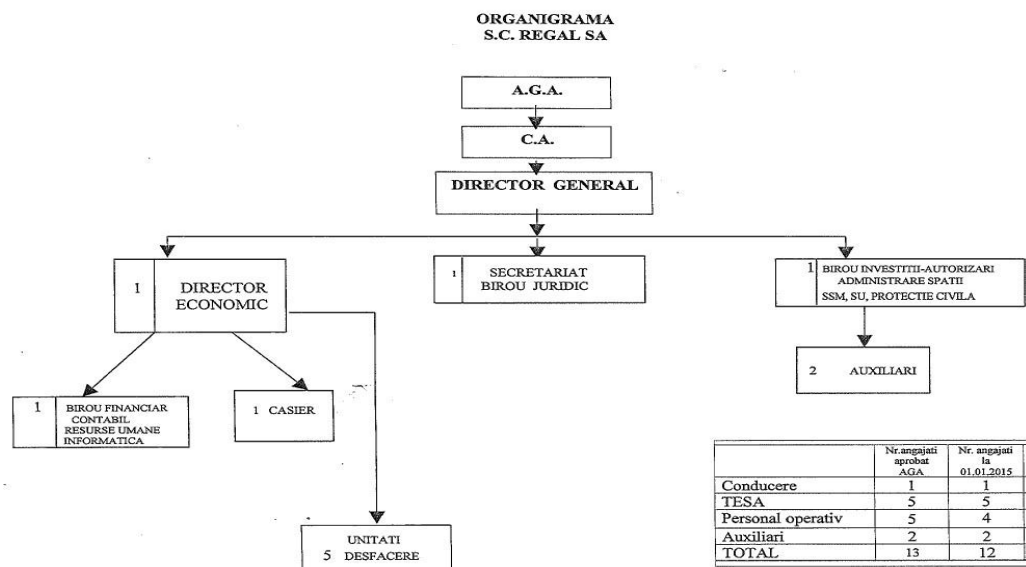 ORGANIGRAMA
S.C. REGAL SA
A.G.A.
C.A.
DIRECTOR GENERAL
1 DIRECTOR
ECONOMIC
1 SECRETARIAT
BIROU JURIDIC
1 BIROU INVESTITII-AUTORIZARI
ADMINISTRARE SPATII
SSM, SU, PROTECTIE CIVILA
2 AUXILIARI
1 BIROU FINANCIAR
CONTABIL
RESURSE UMANE
INFORMATICA
1 CASIER
UNITATI
5 DESFACERE
Nr.angajati aprobat AGA Nr. angajati la 01.01.2015
Conducere 1 1
TESA 5 5
Personal operativ 5 4
Auxiliari 2 2
TOTAL 13 12